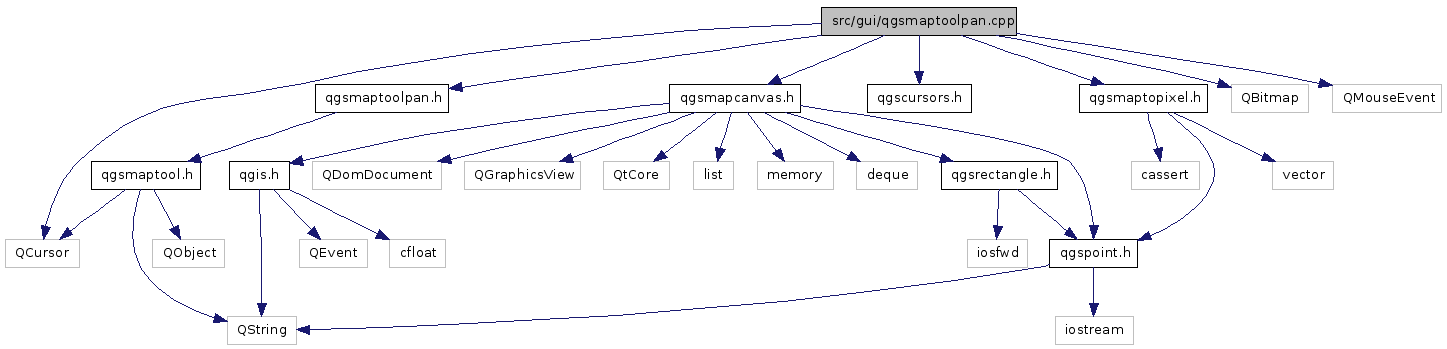 src/gui/qgsmaptoolpan.cpp
qgsmaptoolpan.h
qgsmapcanvas.h
qgscursors.h
qgsmaptopixel.h
QBitmap
QMouseEvent
qgsmaptool.h
qgis.h
QDomDocument
QGraphicsView
QtCore
list
memory
deque
qgsrectangle.h
cassert
vector
QCursor
QObject
QEvent
cfloat
iosfwd
qgspoint.h
QString
iostream